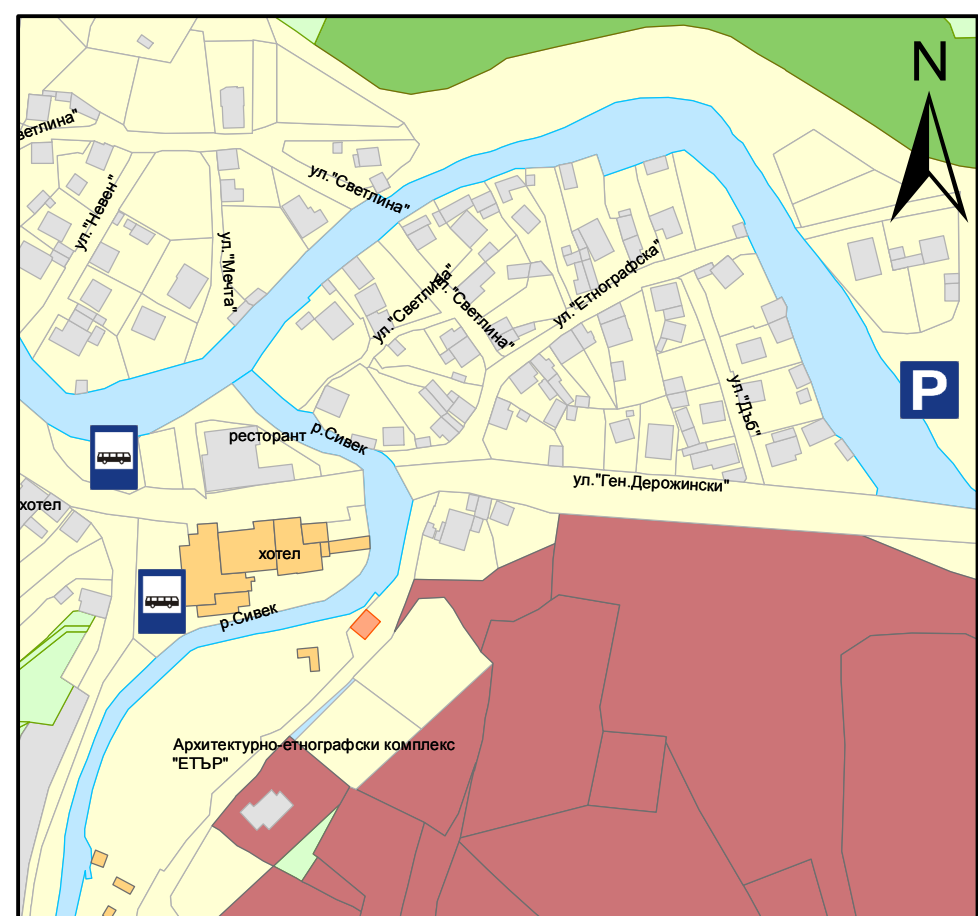 N
ветлина"
ул."Светлина"
ул."Невен"
ул."Мечта"
ул."Светлина"
ул."Светлина"
ул."Етнографска"
P
ул."Дъб"
ресторант
р.Сивек
ул."Ген.Дерожински"
хотел
хотел
р.Сивек
Архитектурно-етнографски комплекс
"ЕТЪР"